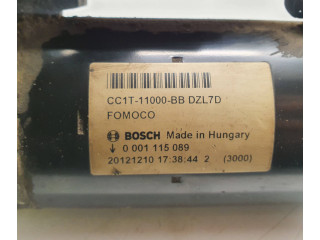 CC1T-11000-BB DZL7D
FOMOCO
BOSCH Made in Hungary
↓ 0 001 115 089
20121210 17:38:44 2 (3000)